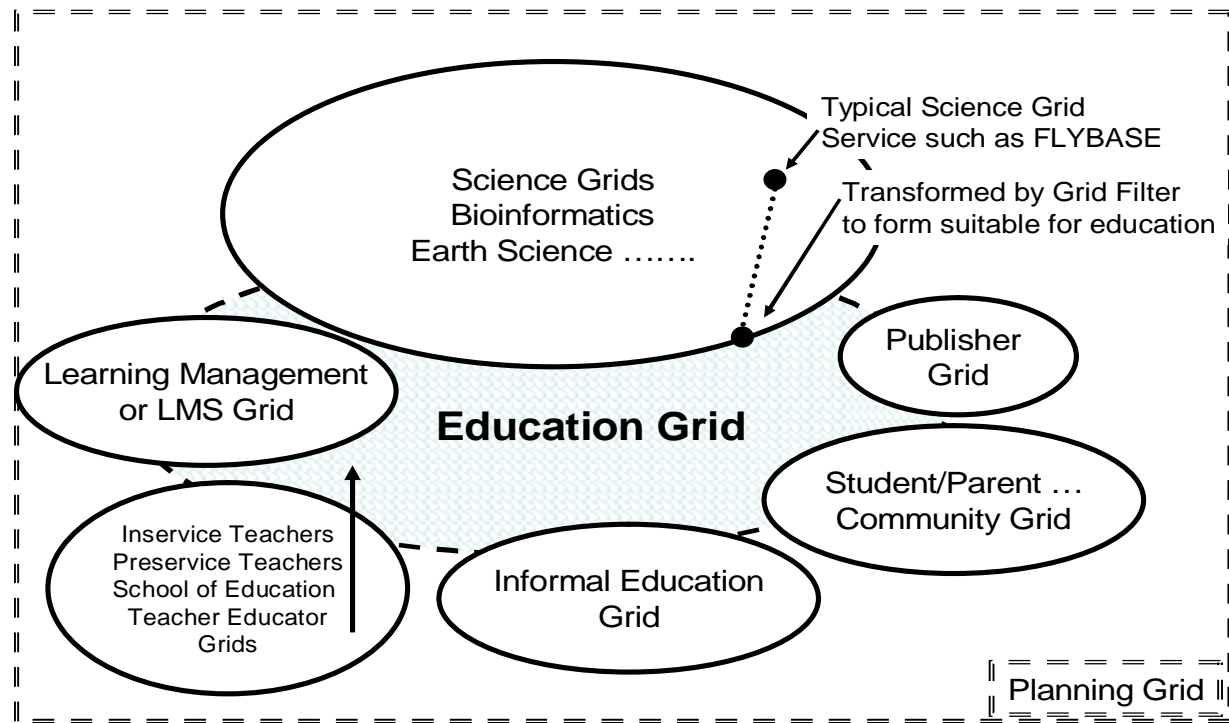 Typical Science Grid
Service such as FLYBASE
Science Grids
Bioinformatics
Earth Science …….
Transformed by Grid Filter
to form suitable for education
Publisher
Grid
Learning Management
or LMS Grid
Education Grid
Student/Parent …
Community Grid
Inservice Teachers
Preservice Teachers
School of Education
Teacher Educator
Grids
Informal Education
Grid
Planning Grid